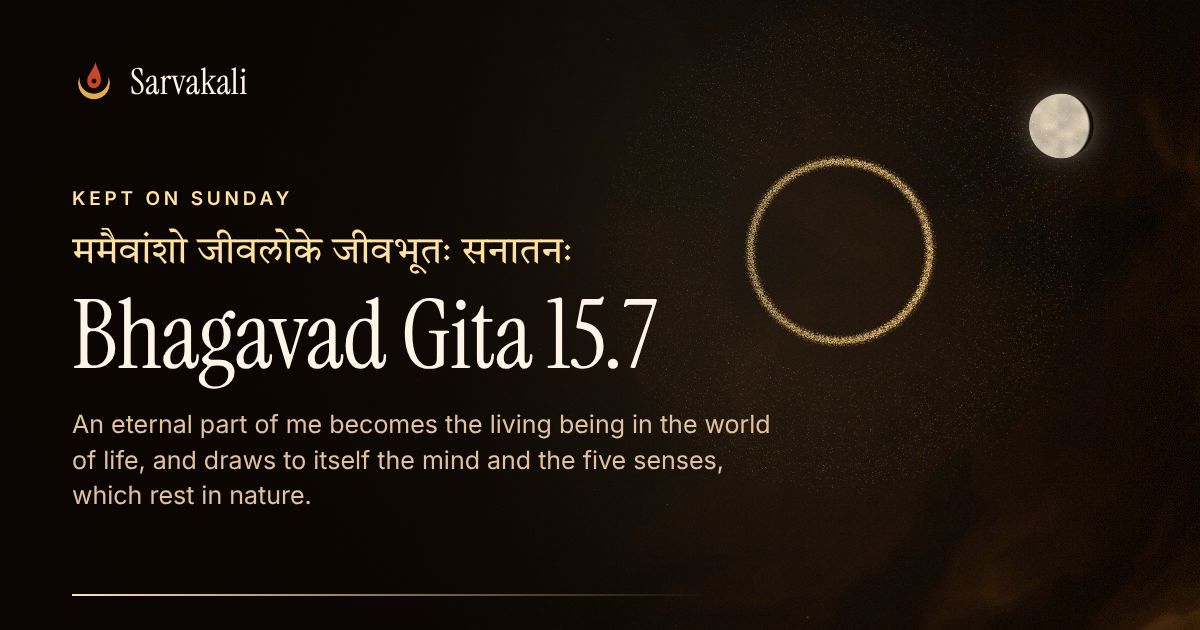 Sarvakali
KEPT ON SUNDAY
ममैवांशो जीवलोके जीवभूतः सनातनः
Bhagavad Gita 15.7
An eternal part of me becomes the living being in the world
of life, and draws to itself the mind and the five senses,
which rest in nature.